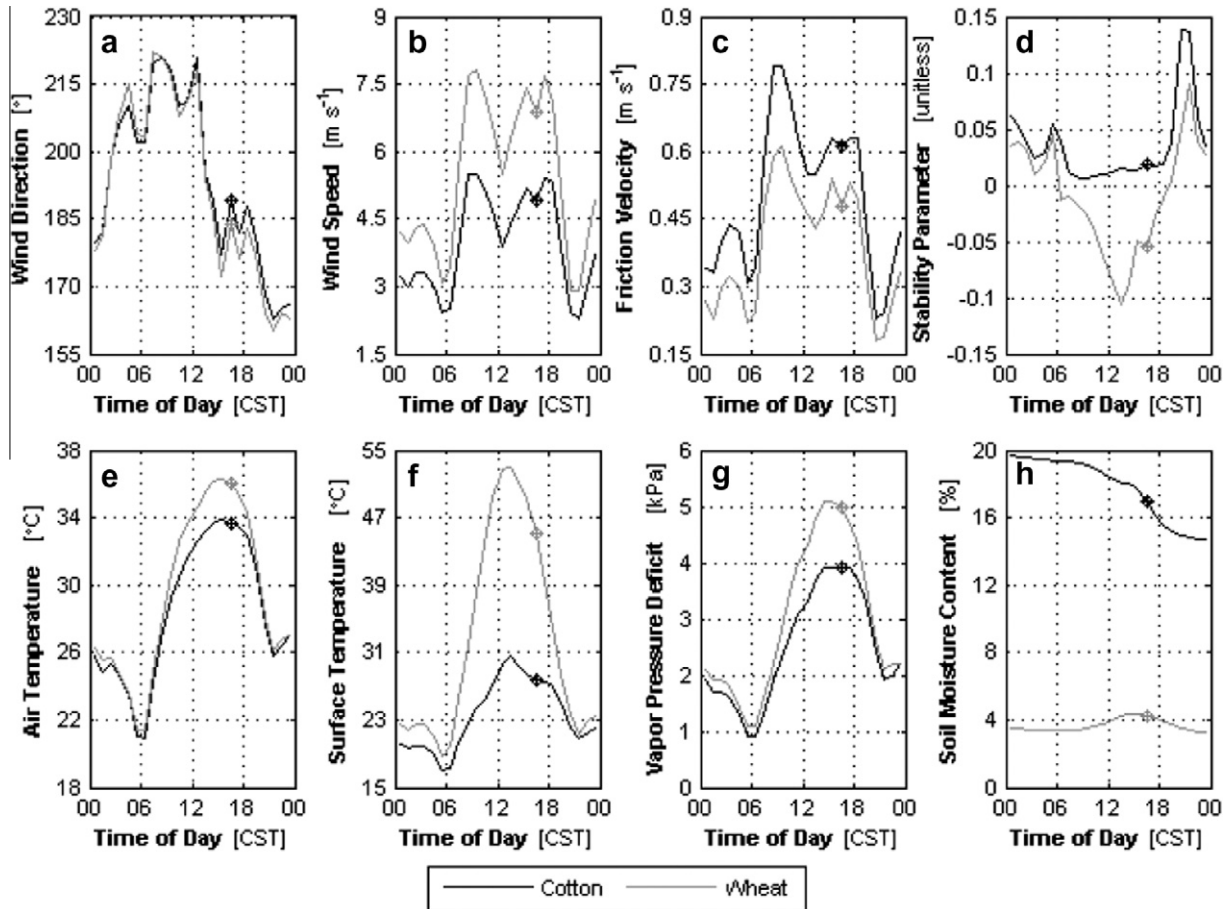 a
Wind Direction [°]
230
215
200
185
170
155
00 06 12 18 00
Time of Day [CST]
b
Wind Speed [m s⁻¹]
9
7.5
6
4.5
3
1.5
00 06 12 18 00
Time of Day [CST]
c
Friction Velocity [m s⁻¹]
0.9
0.75
0.6
0.45
0.3
0.15
00 06 12 18 00
Time of Day [CST]
d
Stability Parameter [unitless]
0.15
0.1
0.05
0
-0.05
-0.1
-0.15
00 06 12 18 00
Time of Day [CST]
e
Air Temperature [°C]
38
34
30
26
22
18
00 06 12 18 00
Time of Day [CST]
f
Surface Temperature [°C]
55
47
39
31
23
15
00 06 12 18 00
Time of Day [CST]
g
Vapor Pressure Deficit [kPa]
6
5
4
3
2
1
0
00 06 12 18 00
Time of Day [CST]
h
Soil Moisture Content [%]
20
16
12
8
4
0
00 06 12 18 00
Time of Day [CST]
Cotton Wheat